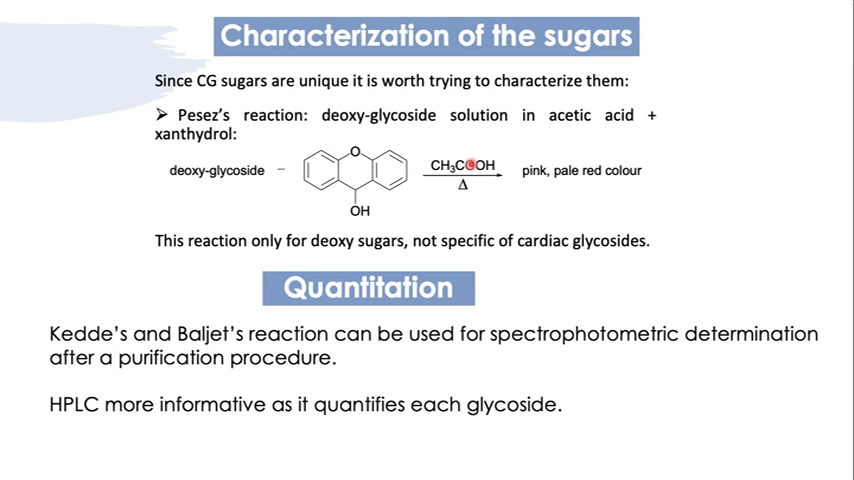 Characterization of the sugars
Since CG sugars are unique it is worth trying to characterize them:
➢ Pesez's reaction: deoxy-glycoside solution in acetic acid +
xanthydrol:
O
deoxy-glycoside – CH₃COOH pink, pale red colour
Δ
OH
This reaction only for deoxy sugars, not specific of cardiac glycosides.
Quantitation
Kedde's and Baljet's reaction can be used for spectrophotometric determination
after a purification procedure.
HPLC more informative as it quantifies each glycoside.